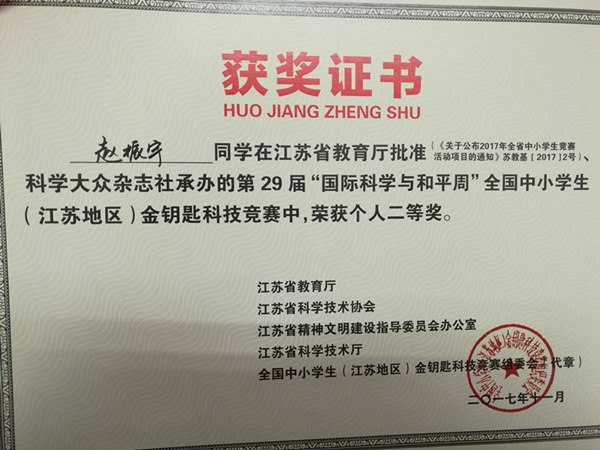 获奖证书
HUO JIANG ZHENG SHU
赵振宇 同学在江苏省教育厅批准(《关于公布2017年全省中小学生竞赛活动项目的通知》苏教基[2017]2号)、
科学大众杂志社承办的第29届“国际科学与和平周”全国中小学生
(江苏地区)金钥匙科技竞赛中,荣获个人二等奖。
江苏省教育厅
江苏省科学技术协会
江苏省精神文明建设指导委员会办公室
江苏省科学技术厅
全国中小学生(江苏地区)金钥匙科技竞赛组委会(代章)
二〇一七年十一月